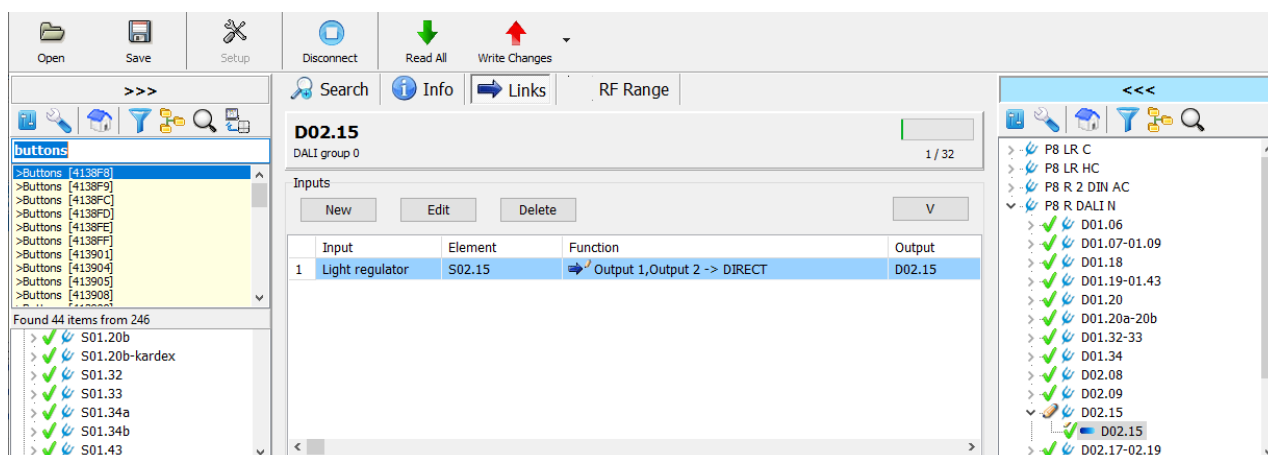 Open Save Setup Disconnect Read All Write Changes
>>>
buttons
>Buttons [4138F8]
>Buttons [4138F9]
>Buttons [4138FC]
>Buttons [4138FD]
>Buttons [4138FE]
>Buttons [4138FF]
>Buttons [413901]
>Buttons [413904]
>Buttons [413905]
>Buttons [413908]
Found 44 items from 246
S01.20b
S01.20b-kardex
S01.32
S01.33
S01.34a
S01.34b
S01.43
Search Info Links RF Range
D02.15
DALI group 0
1 / 32
Inputs
New Edit Delete V
Input Element Function Output
1 Light regulator S02.15 Output 1,Output 2 -> DIRECT D02.15
<<<
P8 LR C
P8 LR HC
P8 R 2 DIN AC
P8 R DALI N
D01.06
D01.07-01.09
D01.18
D01.19-01.43
D01.20
D01.20a-20b
D01.32-33
D01.34
D02.08
D02.09
D02.15
D02.15
D02.17-02.19